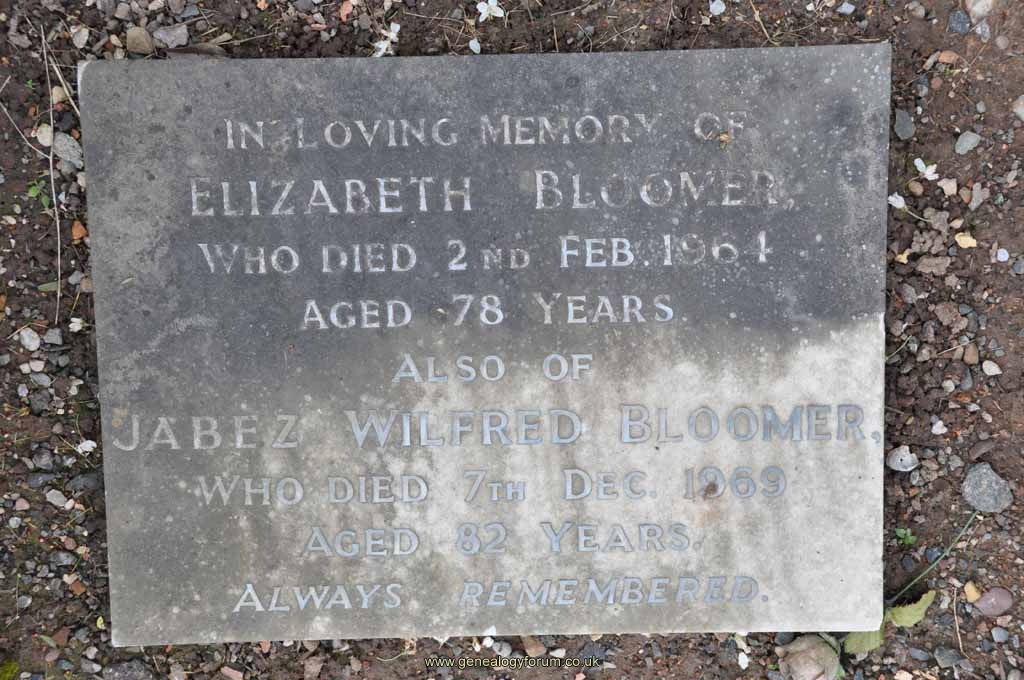 IN LOVING MEMORY OF
ELIZABETH BLOOMER,
WHO DIED 2ND FEB. 1964
AGED 78 YEARS.
ALSO OF
JABEZ WILFRED BLOOMER,
WHO DIED 7TH DEC. 1969
AGED 82 YEARS.
ALWAYS REMEMBERED.
www.genealogyforum.co.uk